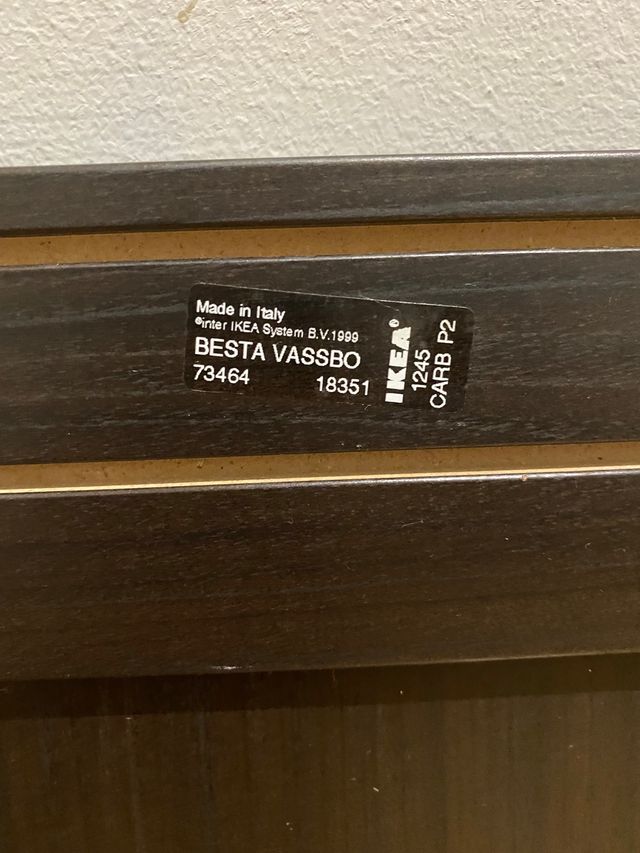 Made in Italy
©inter IKEA System B.V.1999
BESTA VASSBO
73464 18351
IKEA®
1245
CARB P2